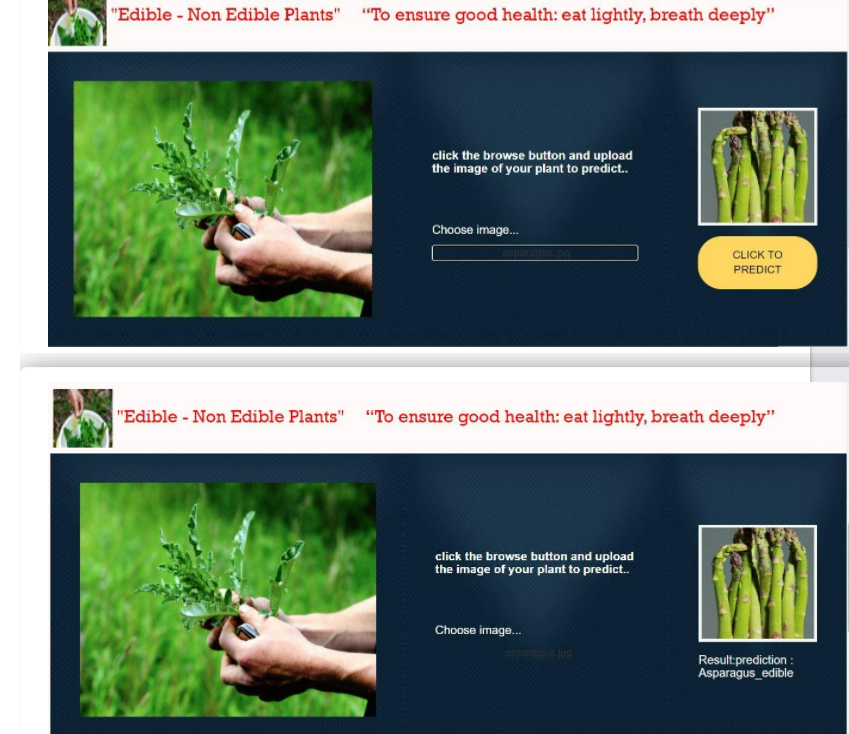 "Edible - Non Edible Plants" “To ensure good health: eat lightly, breath deeply”
click the browse button and upload
the image of your plant to predict..
Choose image...
asparagus.jpg
CLICK TO
PREDICT
"Edible - Non Edible Plants" “To ensure good health: eat lightly, breath deeply”
click the browse button and upload
the image of your plant to predict..
Choose image...
asparagus.jpg
Result:prediction :
Asparagus_edible